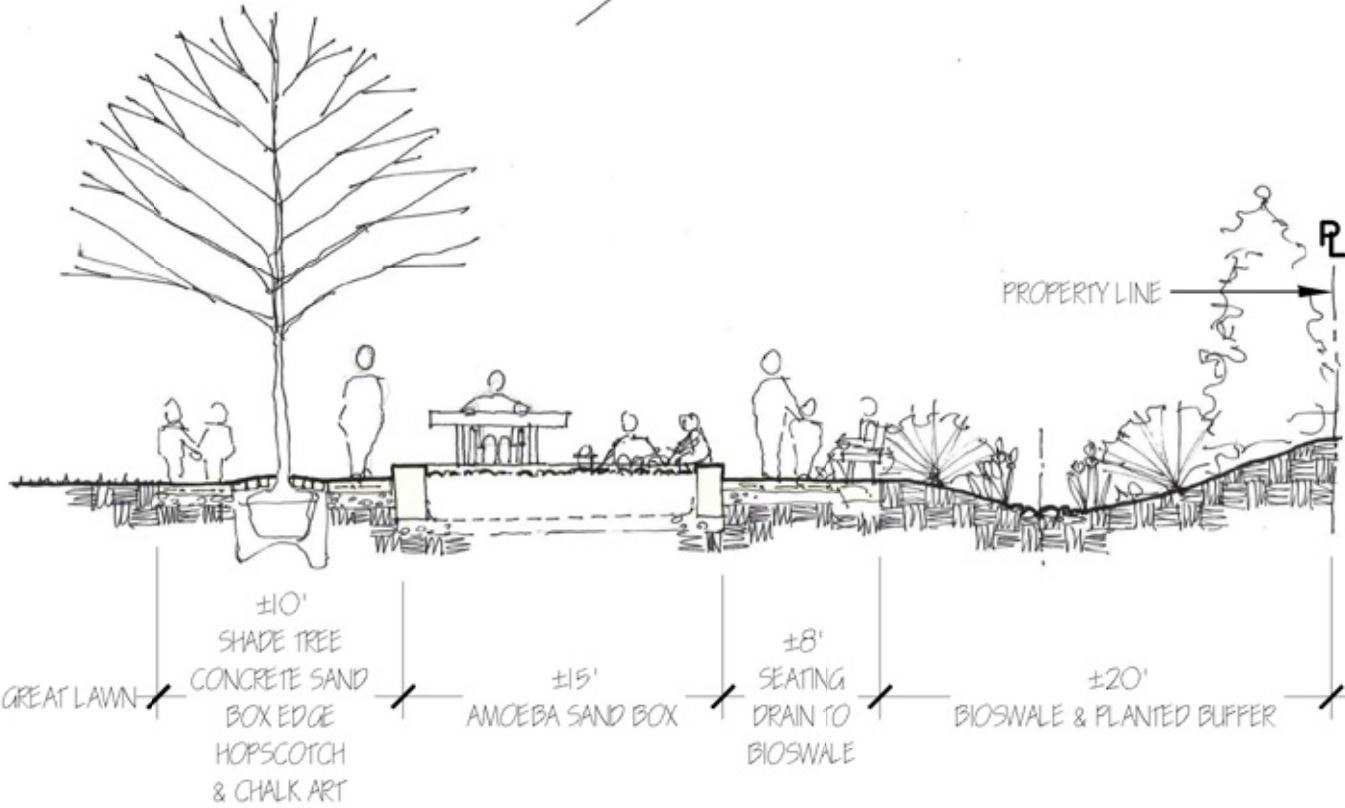 PL
PROPERTY LINE
GREAT LAWN
±10'
SHADE TREE
CONCRETE SAND
BOX EDGE
HOPSCOTCH
& CHALK ART
±15'
AMOEBA SAND BOX
±8'
SEATING
DRAIN TO
BIOSWALE
±20'
BIOSWALE & PLANTED BUFFER